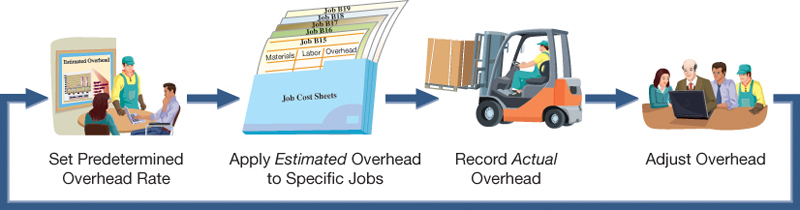 Estimated Overhead
Job B19
Job B18
Job B17
Job B16
Job B15
Materials Labor Overhead
Job Cost Sheets
Set Predetermined
Overhead Rate
Apply Estimated Overhead
to Specific Jobs
Record Actual
Overhead
Adjust Overhead